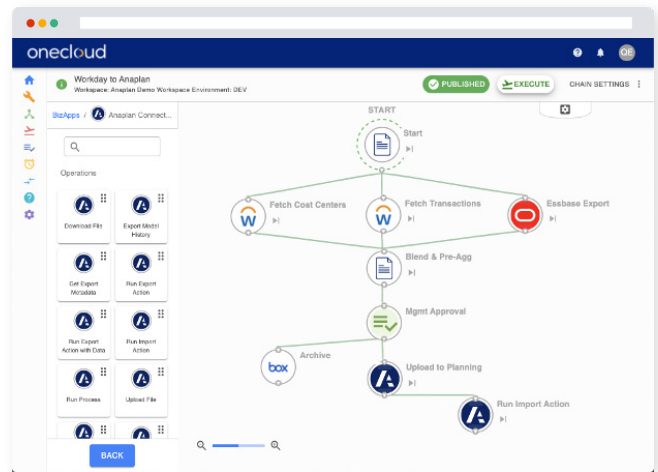 onecloud
OE
Workday to Anaplan
Workspace: Anaplan Demo Workspace Environment: DEV
PUBLISHED
EXECUTE
CHAIN SETTINGS
BizApps / Anaplan Connect...
Operations
Download File
Export Model
History
Get Export
Metadata
Run Export
Action
Run Export
Action with Data
Run Import
Action
Run Process
Upload File
BACK
START
Start
Fetch Cost Centers
Fetch Transactions
Essbase Export
Blend & Pre-Agg
Mgmt Approval
box
Archive
Upload to Planning
Run Import Action